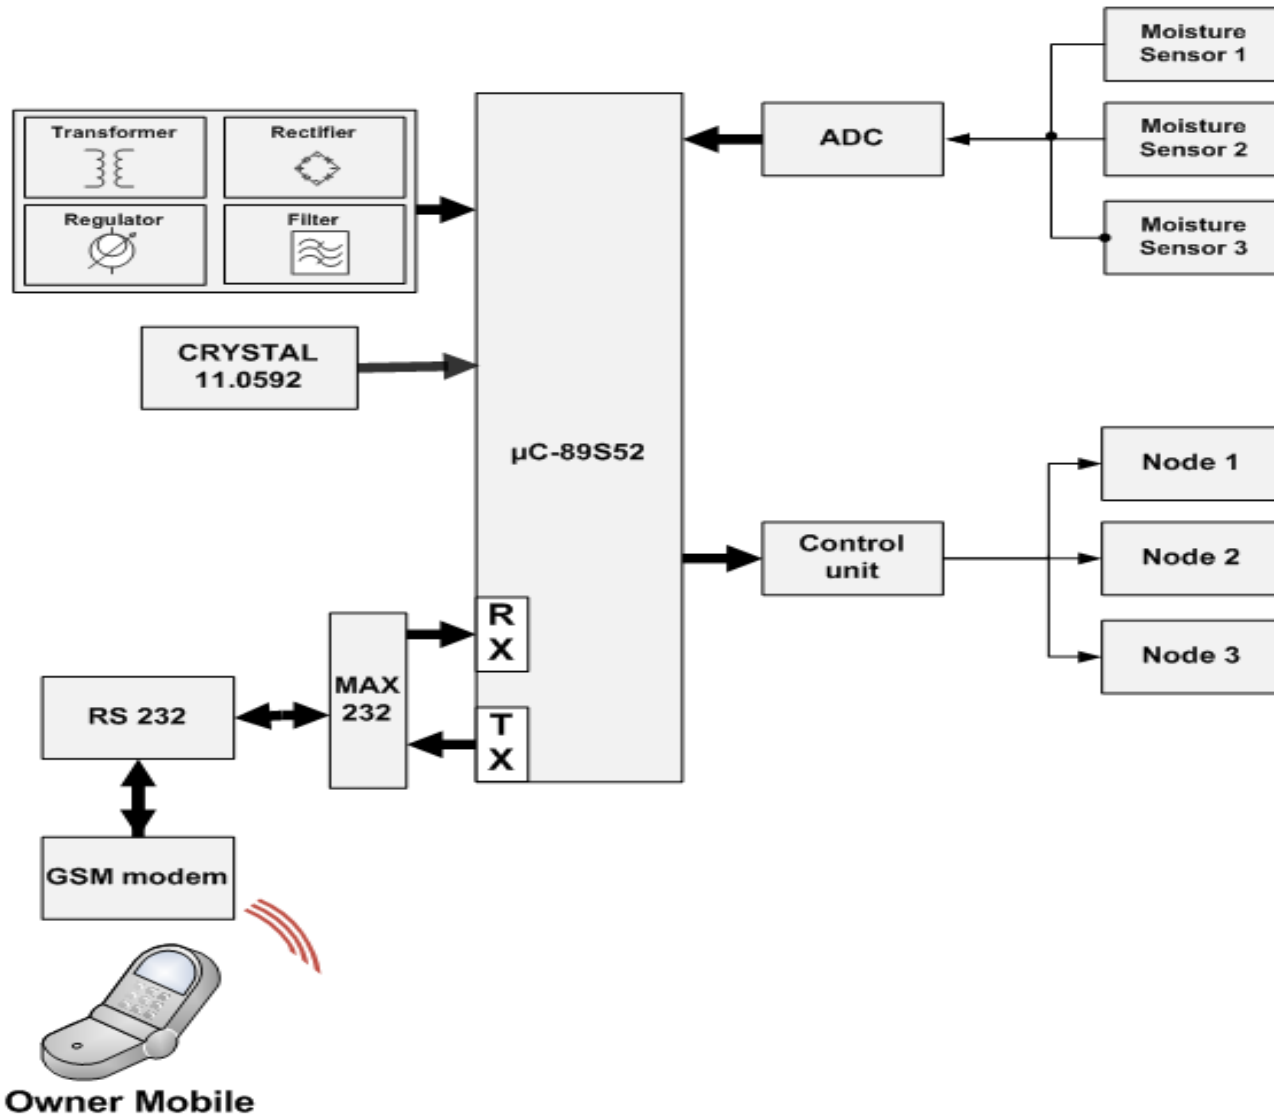 Moisture
Sensor 1
Transformer
Rectifier
ADC
Moisture
Sensor 2
Regulator
Filter
Moisture
Sensor 3
CRYSTAL
11.0592
µC-89S52
Node 1
Control
unit
Node 2
R
X
Node 3
MAX
232
RS 232
T
X
GSM modem
Owner Mobile